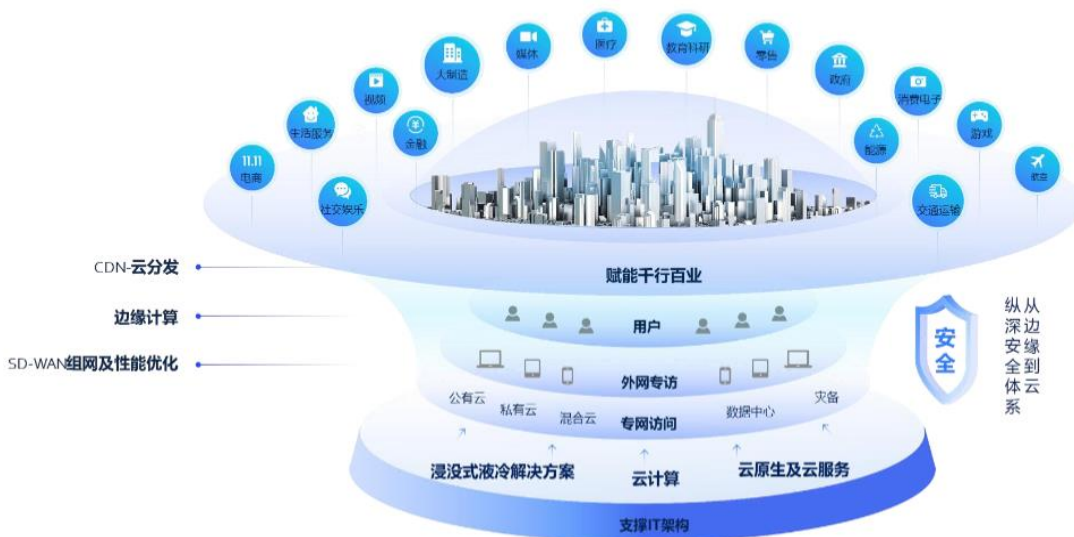 媒体
医疗
教育科研
零售
大制造
政府
视频
消费电子
生活服务
金融
能源
游戏
11.11
电商
社交娱乐
交通运输
航空
CDN-云分发
赋能千行百业
边缘计算
用户
SD-WAN组网及性能优化
外网专访
公有云
私有云
混合云
专网访问
数据中心
灾备
浸没式液冷解决方案
云计算
云原生及云服务
支撑IT架构
安全
从边缘到云
纵深安全体系